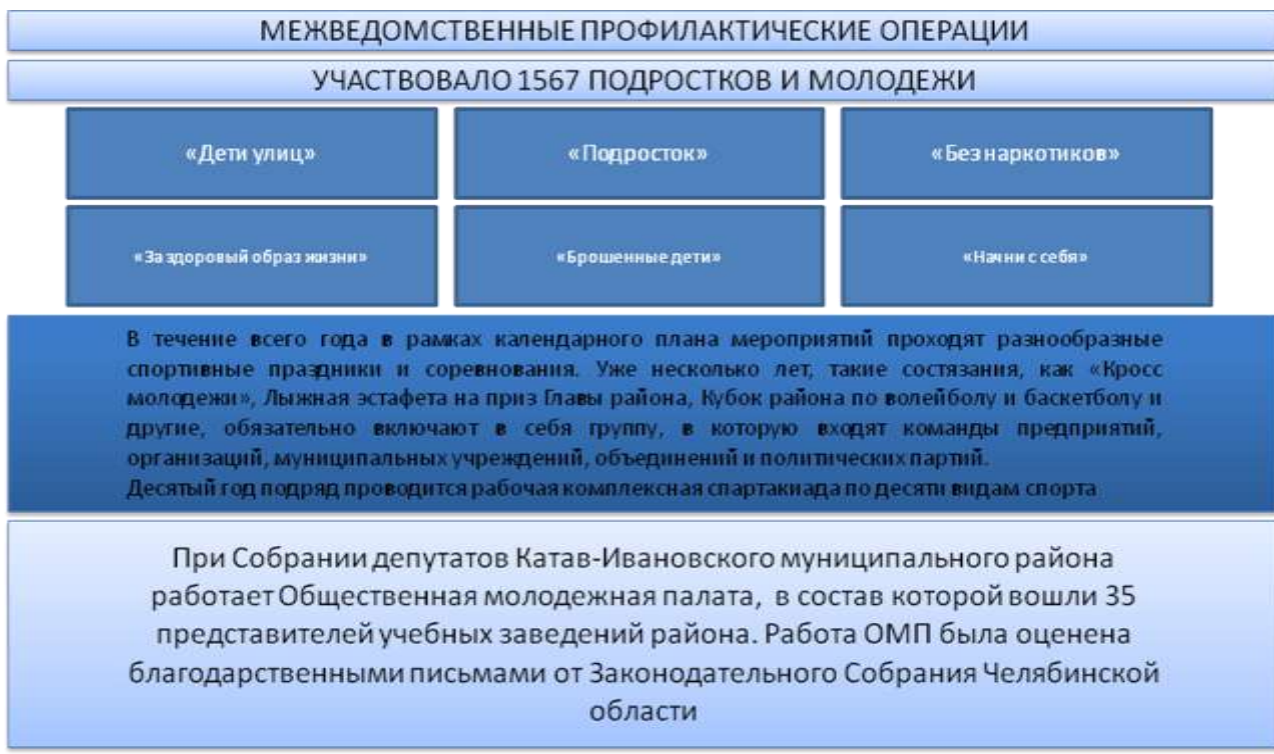 МЕЖВЕДОМСТВЕННЫЕ ПРОФИЛАКТИЧЕСКИЕ ОПЕРАЦИИ
УЧАСТВОВАЛО 1567 ПОДРОСТКОВ И МОЛОДЕЖИ
«Дети улиц»
«Подросток»
«Без наркотиков»
«За здоровый образ жизни»
«Брошенные дети»
«Начни с себя»
В течение всего года в рамках календарного плана мероприятий проходят разнообразные
спортивные праздники и соревнования. Уже несколько лет, такие состязания, как «Кросс
молодежи», Лыжная эстафета на приз Главы района, Кубок района по волейболу и баскетболу и
другие, обязательно включают в себя группу, в которую входят команды предприятий,
организаций, муниципальных учреждений, объединений и политических партий.
Десятый год подряд проводится рабочая комплексная спартакиада по десяти видам спорта
При Собрании депутатов Катав-Ивановского муниципального района
работает Общественная молодежная палата, в состав которой вошли 35
представителей учебных заведений района. Работа ОМП была оценена
благодарственными письмами от Законодательного Собрания Челябинской
области